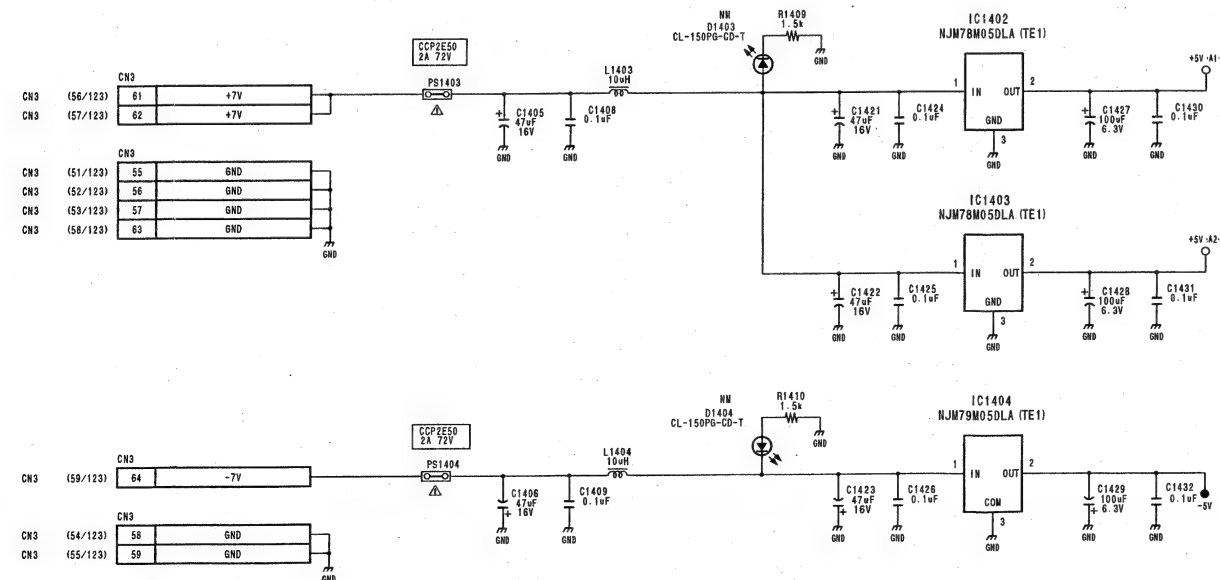 NM
D1403
CL-150PG-CD-T
R1409
1.5k
GND
IC1402
NJM78M05DLA (TE1)
CCP2E50
2A 72V
PS1403
L1403
10uH
+5V ·A1·
CN3
CN3 (56/123) 61 +7V
CN3 (57/123) 62 +7V
C1405
47uF
16V
GND
C1408
0.1uF
GND
C1421
47uF
16V
GND
C1424
0.1uF
GND
1 IN OUT 2
GND
3
GND
C1427
100uF
6.3V
GND
C1430
0.1uF
GND
CN3
CN3 (51/123) 55 GND
CN3 (52/123) 56 GND
CN3 (53/123) 57 GND
CN3 (58/123) 63 GND
GND
IC1403
NJM78M05DLA (TE1)
+5V ·A2·
C1422
47uF
16V
GND
C1425
0.1uF
GND
1 IN OUT 2
GND
3
GND
C1428
100uF
6.3V
GND
C1431
0.1uF
GND
NM
D1404
CL-150PG-CD-T
R1410
1.5k
GND
IC1404
NJM79M05DLA (TE1)
CCP2E50
2A 72V
PS1404
L1404
10uH
CN3
CN3 (59/123) 64 -7V
C1406
47uF
16V
GND
C1409
0.1uF
GND
C1423
47uF
16V
GND
C1426
0.1uF
GND
1 IN OUT 2
COM
3
GND
C1429
100uF
6.3V
GND
C1432
0.1uF
GND
-5V
CN3
CN3 (54/123) 58 GND
CN3 (55/123) 59 GND
GND